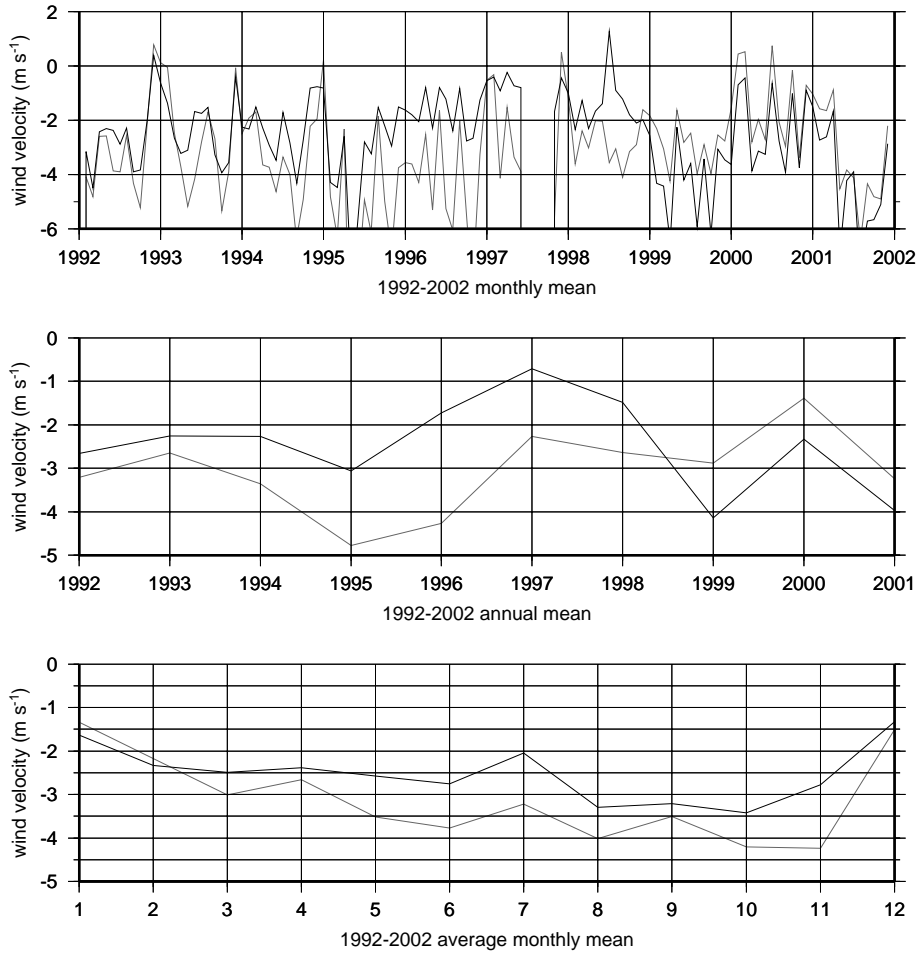 wind velocity (m s-1)
2
0
-2
-4
-6
1992 1993 1994 1995 1996 1997 1998 1999 2000 2001 2002
1992-2002 monthly mean
wind velocity (m s-1)
0
-1
-2
-3
-4
-5
1992 1993 1994 1995 1996 1997 1998 1999 2000 2001
1992-2002 annual mean
wind velocity (m s-1)
0
-1
-2
-3
-4
-5
1 2 3 4 5 6 7 8 9 10 11 12
1992-2002 average monthly mean